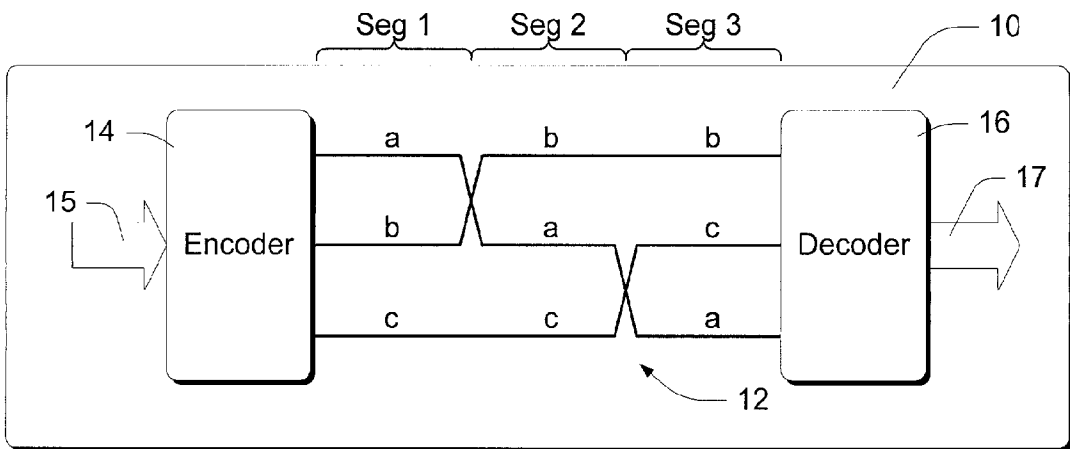 Seg 1 Seg 2 Seg 3
10
14
a b b
16
15
17
Encoder
b a c
Decoder
c c a
12